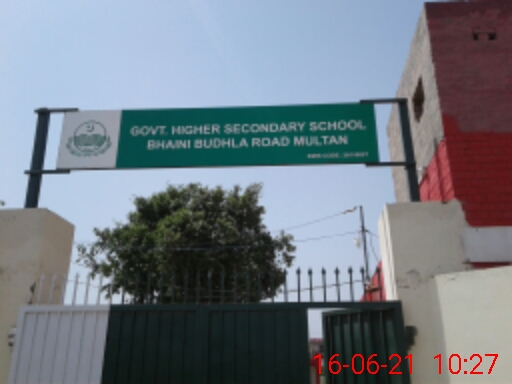 GOVT. HIGHER SECONDARY SCHOOL
BHAINI BUDHLA ROAD MULTAN
16-06-21 10:27